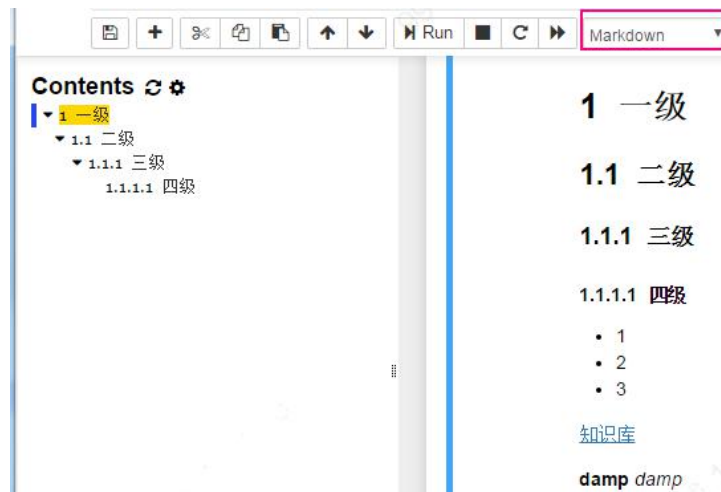 Run
Markdown
Contents
1 一级
1.1 二级
1.1.1 三级
1.1.1.1 四级
1 一级
1.1 二级
1.1.1 三级
1.1.1.1 四级
1
2
3
知识库
damp damp